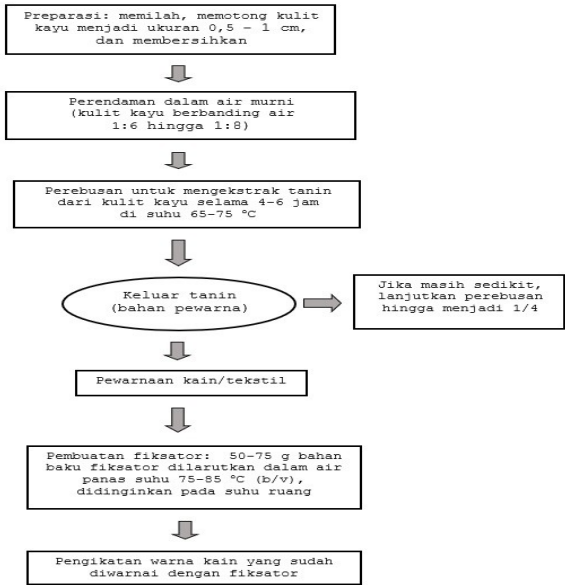 Preparasi: memilah, memotong kulit
kayu menjadi ukuran 0,5 – 1 cm,
dan membersihkan
Perendaman dalam air murni
(kulit kayu berbanding air
1:6 hingga 1:8)
Perebusan untuk mengekstrak tanin
dari kulit kayu selama 4-6 jam
di suhu 65-75 °C
Keluar tanin
(bahan pewarna)
Jika masih sedikit,
lanjutkan perebusan
hingga menjadi 1/4
Pewarnaan kain/tekstil
Pembuatan fiksator: 50-75 g bahan
baku fiksator dilarutkan dalam air
panas suhu 75-85 °C (b/v),
didinginkan pada suhu ruang
Pengikatan warna kain yang sudah
diwarnai dengan fiksator